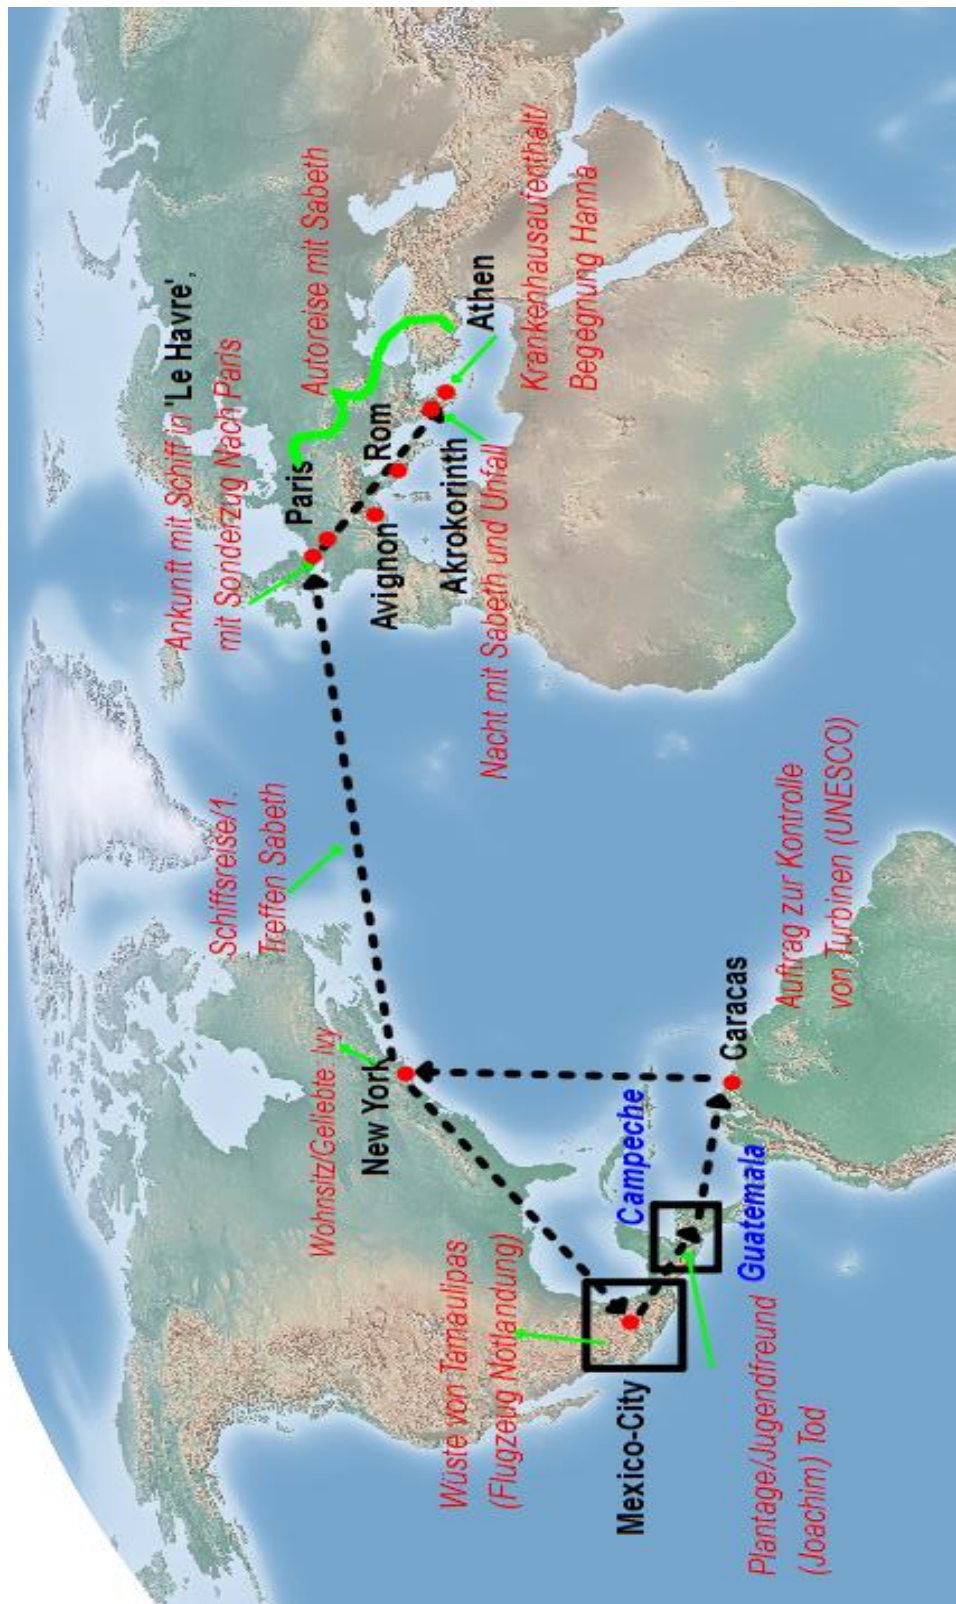 Wüste von Tamaulipas
(Flugzeug Notlandung)
Mexico-City
Plantage/Jugendfreund
(Joachim) Tod
Wohnsitz/Geliebte: Ivy
New York
Campeche
Guatemala
Caracas
Auftrag zur Kontrolle
von Turbinen (UNESCO)
Schiffsreise/1.
Treffen Sabeth
Ankunft mit Schiff in 'Le Havre',
mit Sonderzug Nach Paris
Paris
Autoreise mit Sabeth
Avignon
Rom
Akrokorinth
Nacht mit Sabeth und Unfall
Athen
Krankenhausaufenthalt/
Begegnung Hanna